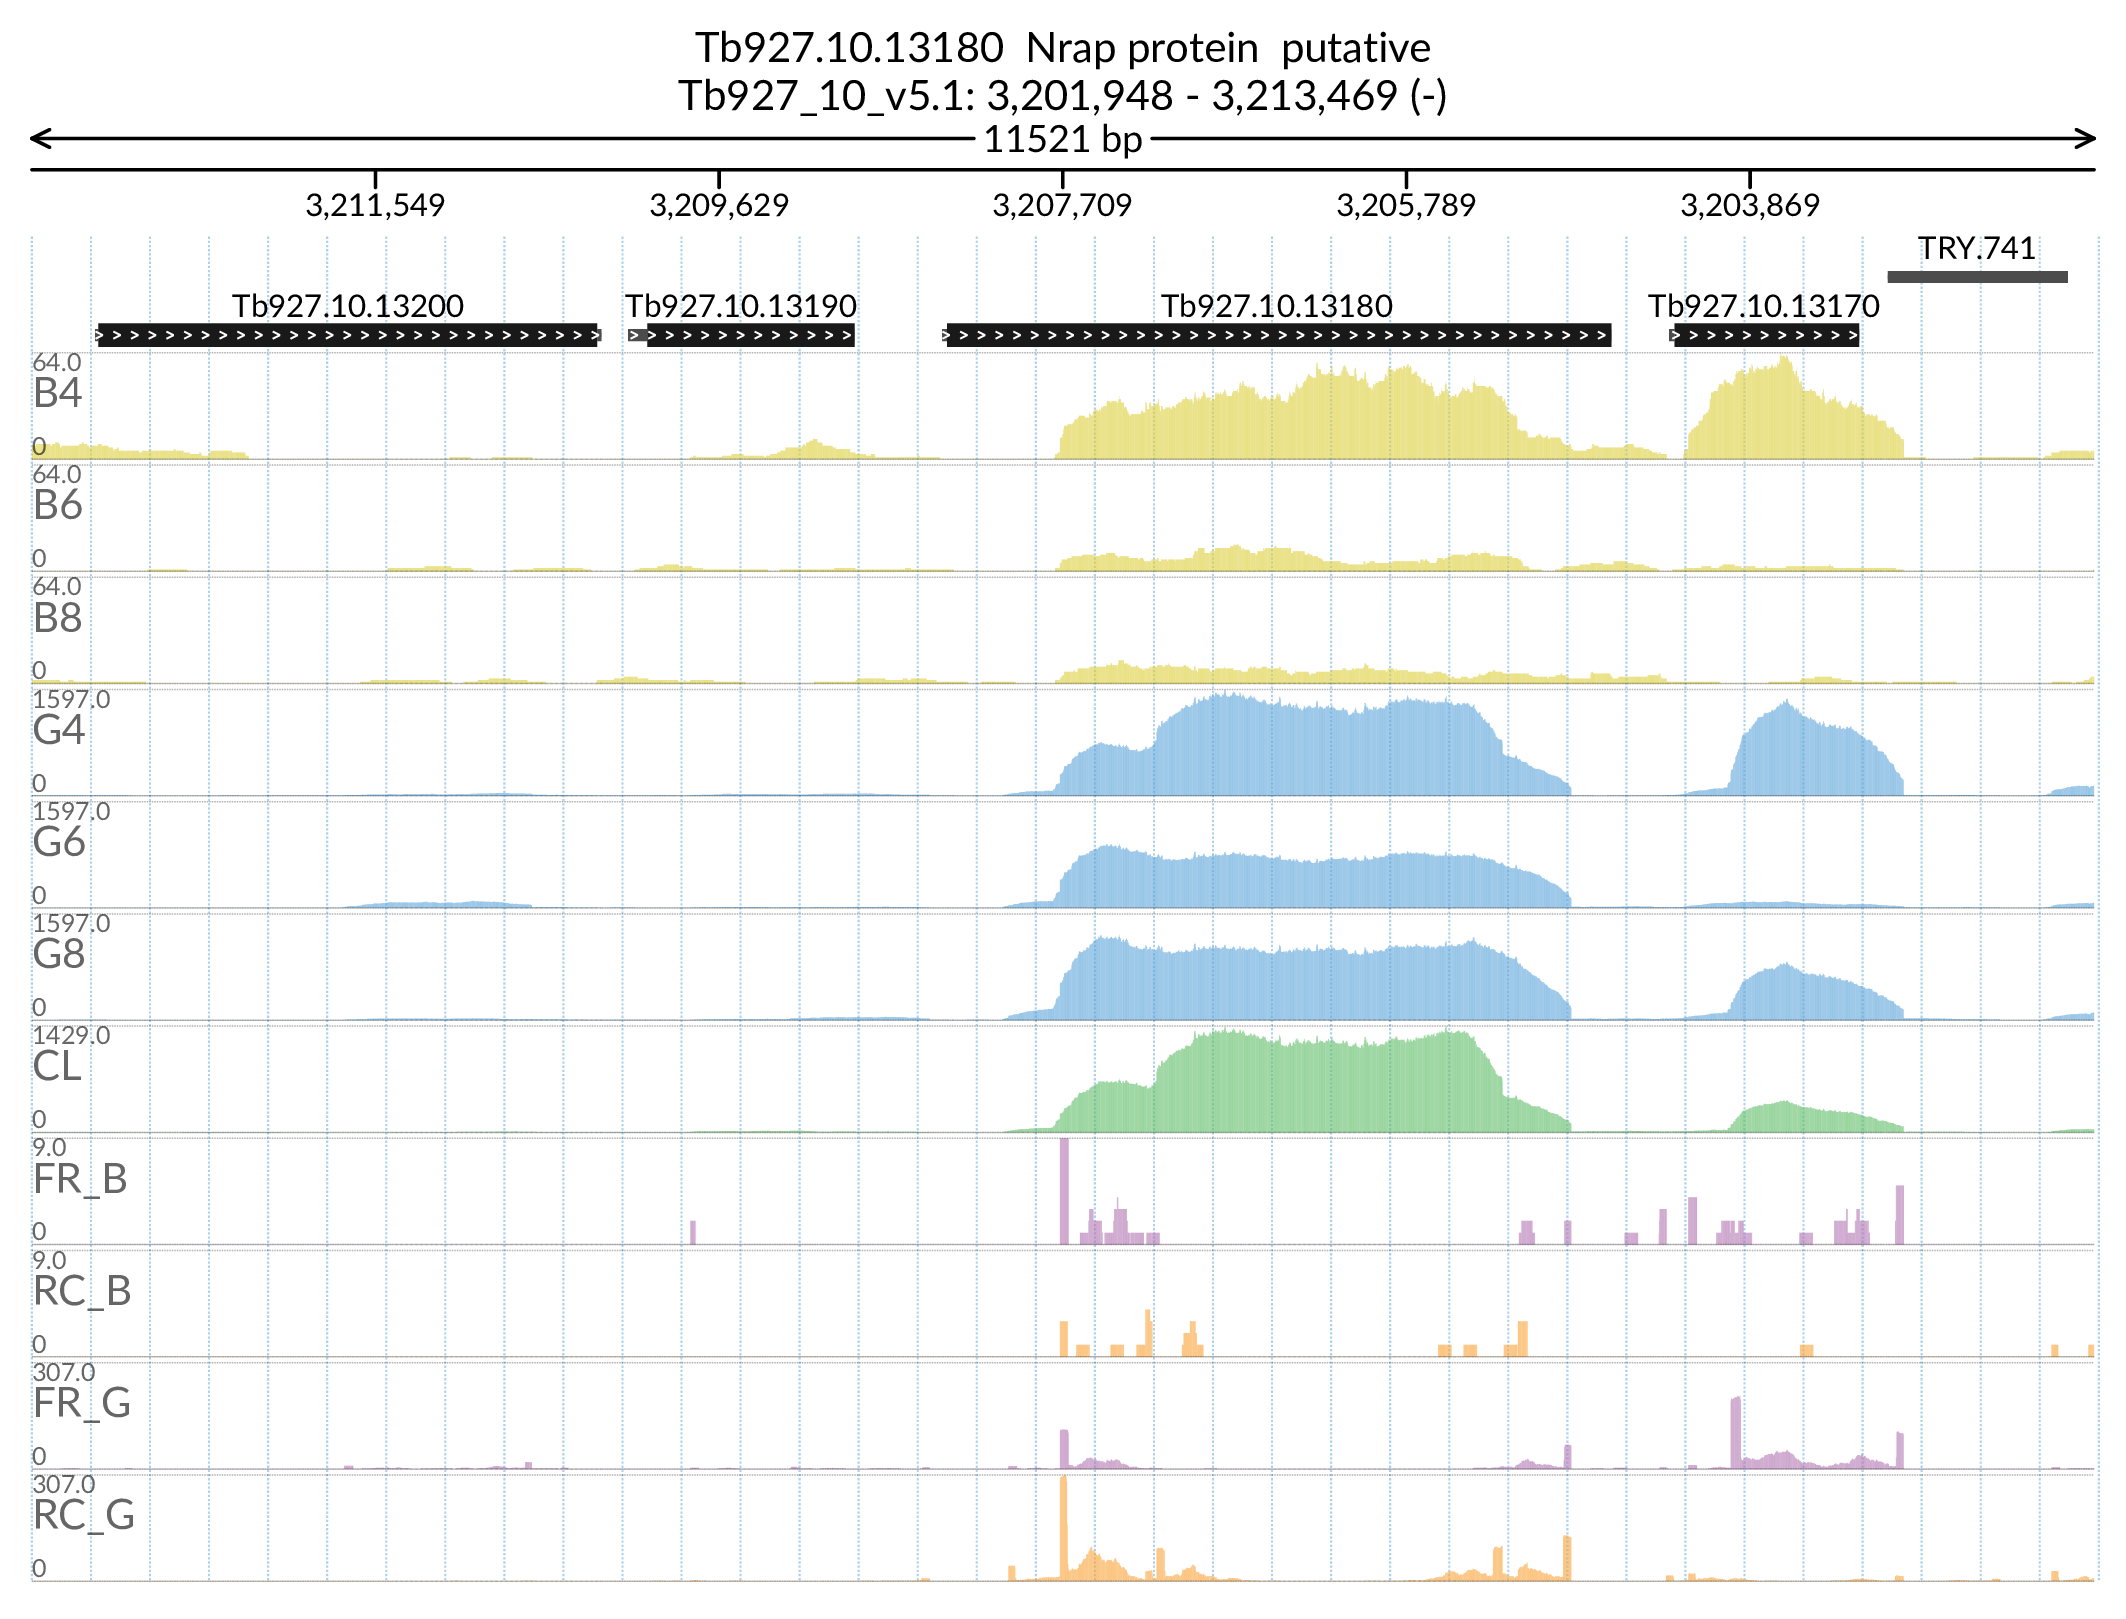 Tb927.10.13180  Nrap protein  putative
Tb927_10_v5.1: 3,201,948 - 3,213,469 (-)
11521 bp
3,211,549 3,209,629 3,207,709 3,205,789 3,203,869
TRY.741
Tb927.10.13200 Tb927.10.13190 Tb927.10.13180 Tb927.10.13170
64.0
B4
0
64.0
B6
0
64.0
B8
0
1597.0
G4
0
1597.0
G6
0
1597.0
G8
0
1429.0
CL
0
9.0
FR_B
0
9.0
RC_B
0
307.0
FR_G
0
307.0
RC_G
0